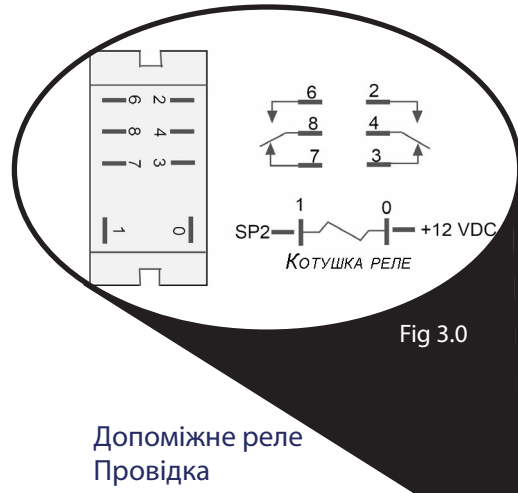 6 2
8 4
7 3
1 0
6 2
8 4
7 3
1 0
SP2 +12 VDC
КОТУШКА РЕЛЕ
Fig 3.0
Допоміжне реле
Провідка